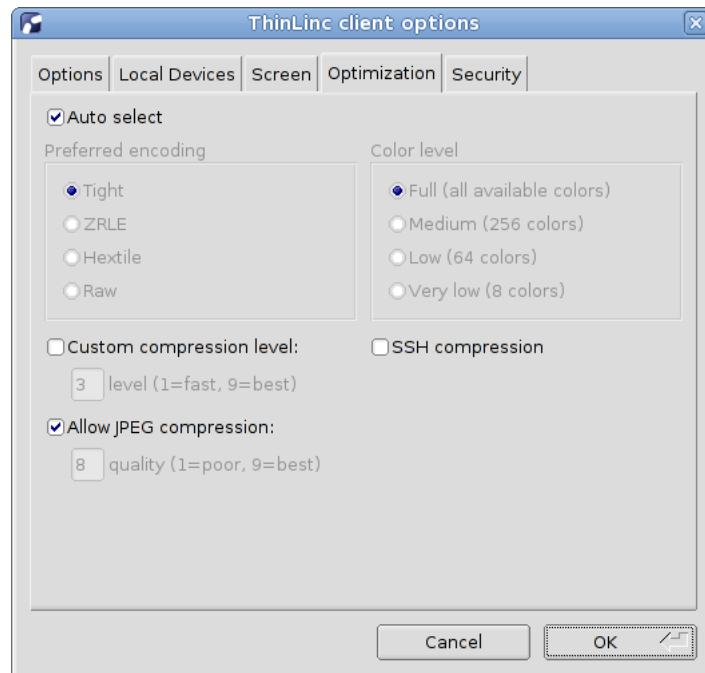 ThinLinc client options
Options Local Devices Screen Optimization Security
Auto select
Preferred encoding Color level
Tight Full (all available colors)
ZRLE Medium (256 colors)
Hextile Low (64 colors)
Raw Very low (8 colors)
Custom compression level: SSH compression
3 level (1=fast, 9=best)
Allow JPEG compression:
8 quality (1=poor, 9=best)
Cancel OK